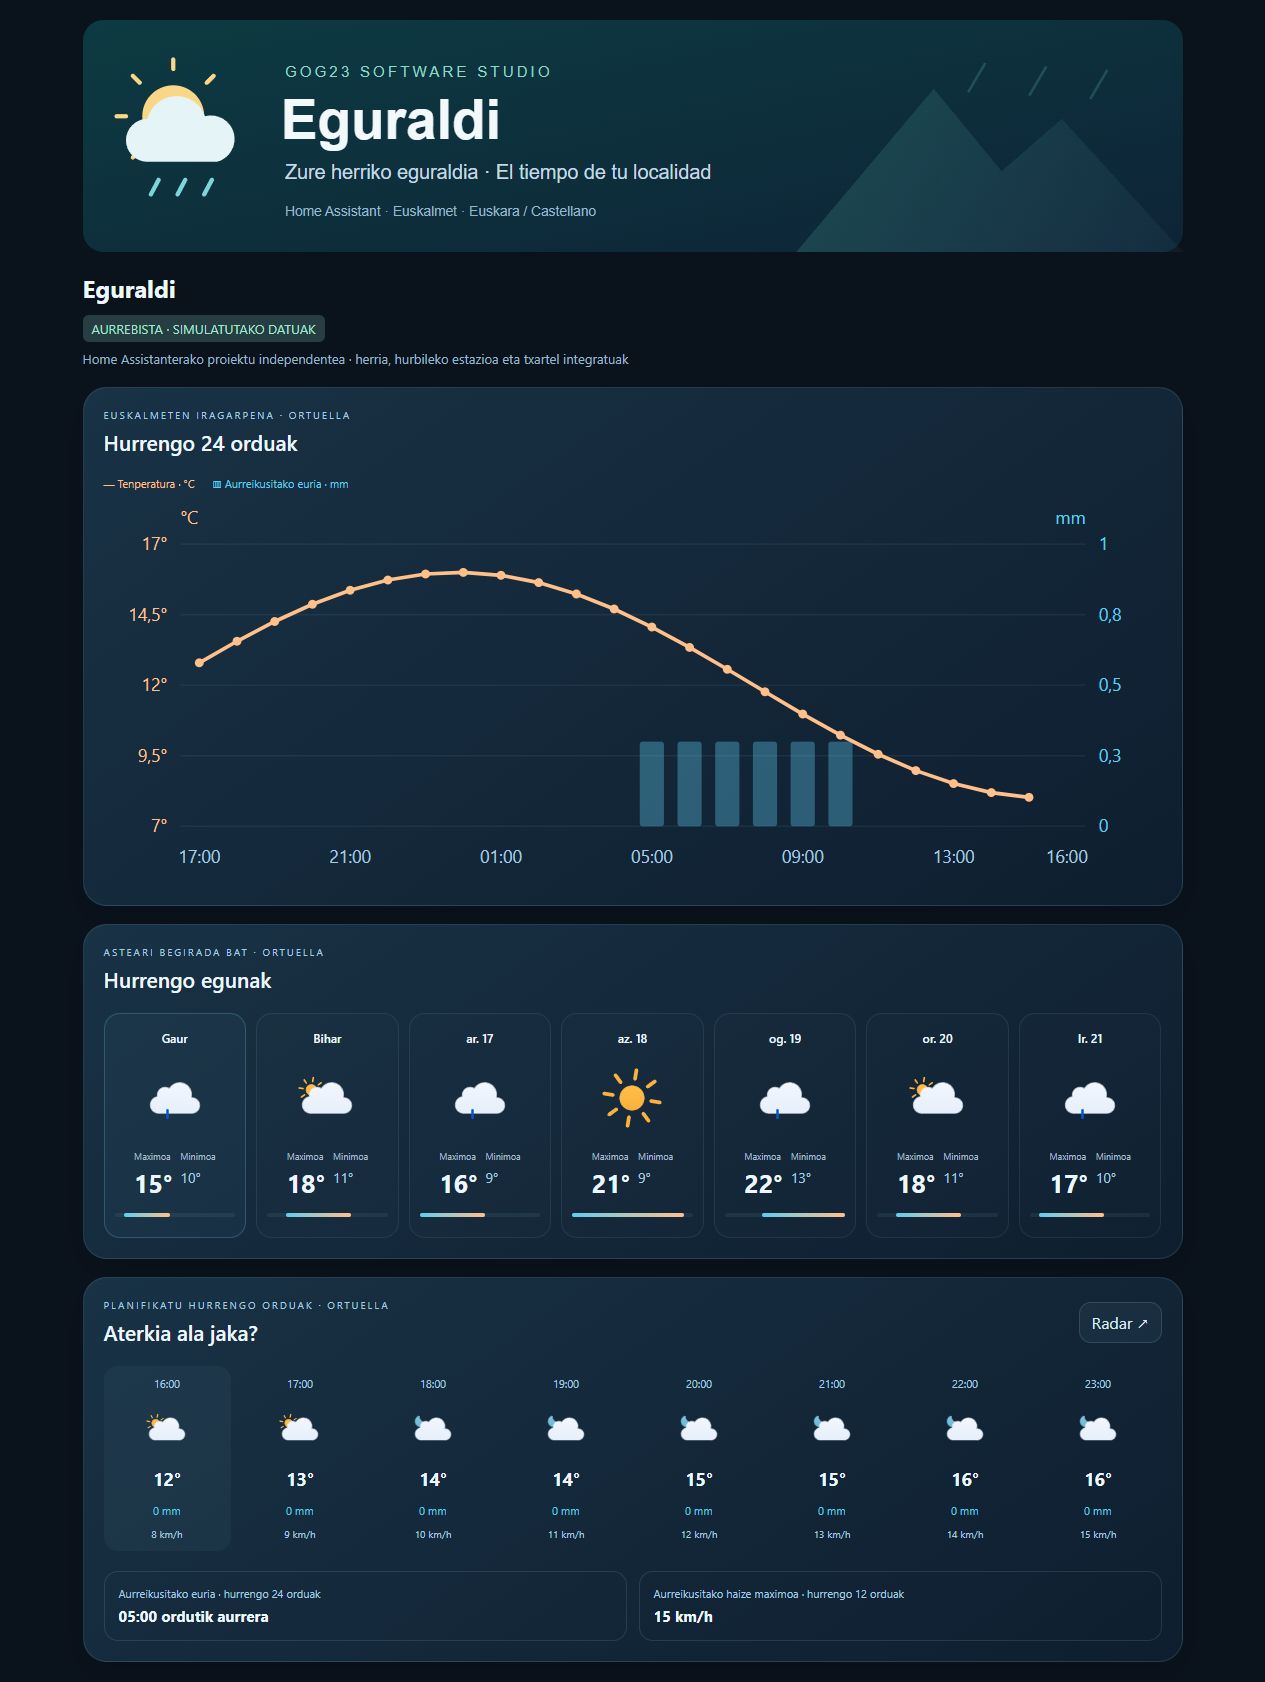 GOG23 SOFTWARE STUDIO
Eguraldi
Zure herriko eguraldia · El tiempo de tu localidad
Home Assistant · Euskalmet · Euskara / Castellano
Eguraldi
AURREBISTA · SIMULATUTAKO DATUAK
Home Assistanterako proiektu independentea · herria, hurbileko estazioa eta txartel integratuak
EUSKALMETEN IRAGARPENA · ORTUELLA
Hurrengo 24 orduak
— Tenperatura · °C ▥ Aurreikusitako euria · mm
°C mm
17° 1
14,5° 0,8
12° 0,5
9,5° 0,3
7° 0
17:00 21:00 01:00 05:00 09:00 13:00 16:00
ASTEARI BEGIRADA BAT · ORTUELLA
Hurrengo egunak
Gaur Bihar ar. 17 az. 18 og. 19 or. 20 lr. 21
Maximoa Minimoa Maximoa Minimoa Maximoa Minimoa Maximoa Minimoa Maximoa Minimoa Maximoa Minimoa Maximoa Minimoa
15° 10° 18° 11° 16° 9° 21° 9° 22° 13° 18° 11° 17° 10°
PLANIFIKATU HURRENGO ORDUAK · ORTUELLA
Aterkia ala jaka?
Radar ↗
16:00 17:00 18:00 19:00 20:00 21:00 22:00 23:00
12° 13° 14° 14° 15° 15° 16° 16°
0 mm 0 mm 0 mm 0 mm 0 mm 0 mm 0 mm 0 mm
8 km/h 9 km/h 10 km/h 11 km/h 12 km/h 13 km/h 14 km/h 15 km/h
Aurreikusitako euria · hurrengo 24 orduak
05:00 ordutik aurrera
Aurreikusitako haize maximoa · hurrengo 12 orduak
15 km/h